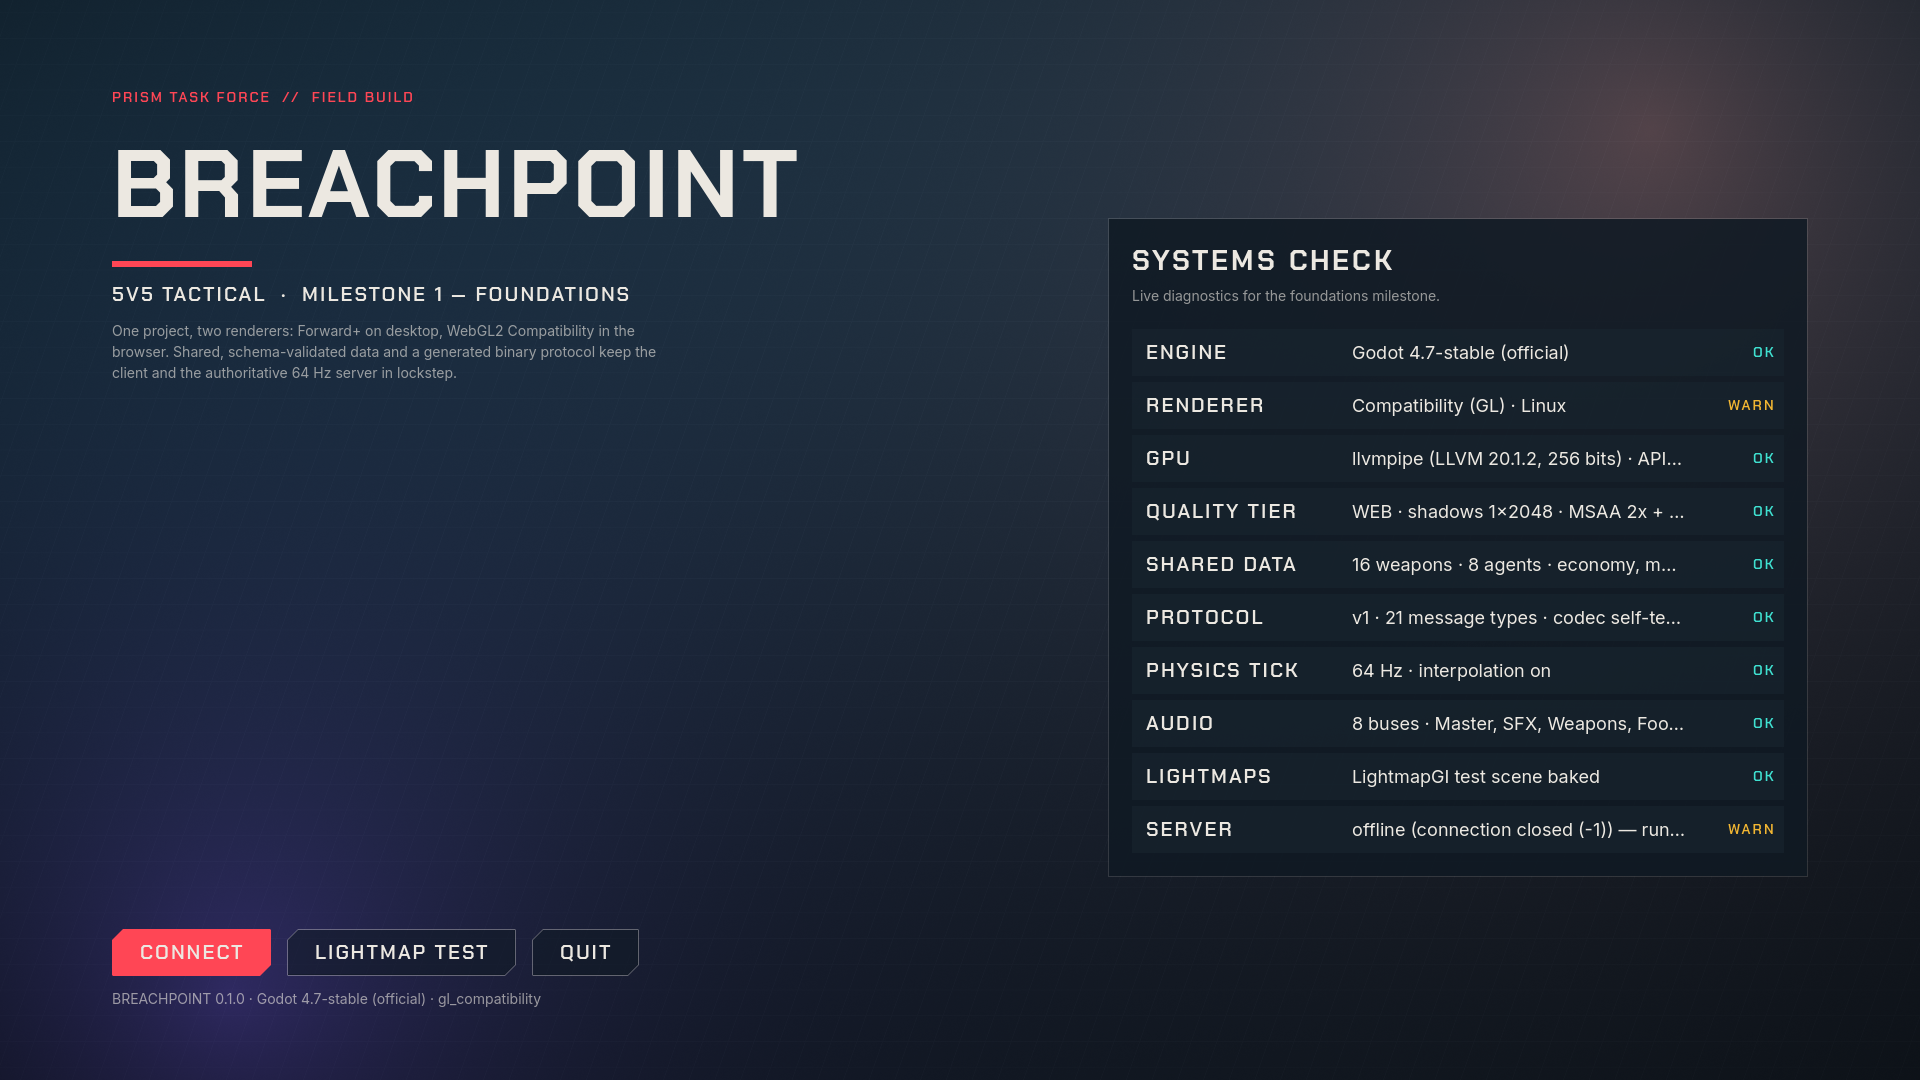 PRISM TASK FORCE // FIELD BUILD
BREACHPOINT
5V5 TACTICAL · MILESTONE 1 — FOUNDATIONS
One project, two renderers: Forward+ on desktop, WebGL2 Compatibility in the
browser. Shared, schema-validated data and a generated binary protocol keep the
client and the authoritative 64 Hz server in lockstep.
SYSTEMS CHECK
Live diagnostics for the foundations milestone.
ENGINE Godot 4.7-stable (official) OK
RENDERER Compatibility (GL) · Linux WARN
GPU llvmpipe (LLVM 20.1.2, 256 bits) · API... OK
QUALITY TIER WEB · shadows 1×2048 · MSAA 2x + ... OK
SHARED DATA 16 weapons · 8 agents · economy, m... OK
PROTOCOL v1 · 21 message types · codec self-te... OK
PHYSICS TICK 64 Hz · interpolation on OK
AUDIO 8 buses · Master, SFX, Weapons, Foo... OK
LIGHTMAPS LightmapGI test scene baked OK
SERVER offline (connection closed (-1)) — run... WARN
CONNECT LIGHTMAP TEST QUIT
BREACHPOINT 0.1.0 · Godot 4.7-stable (official) · gl_compatibility